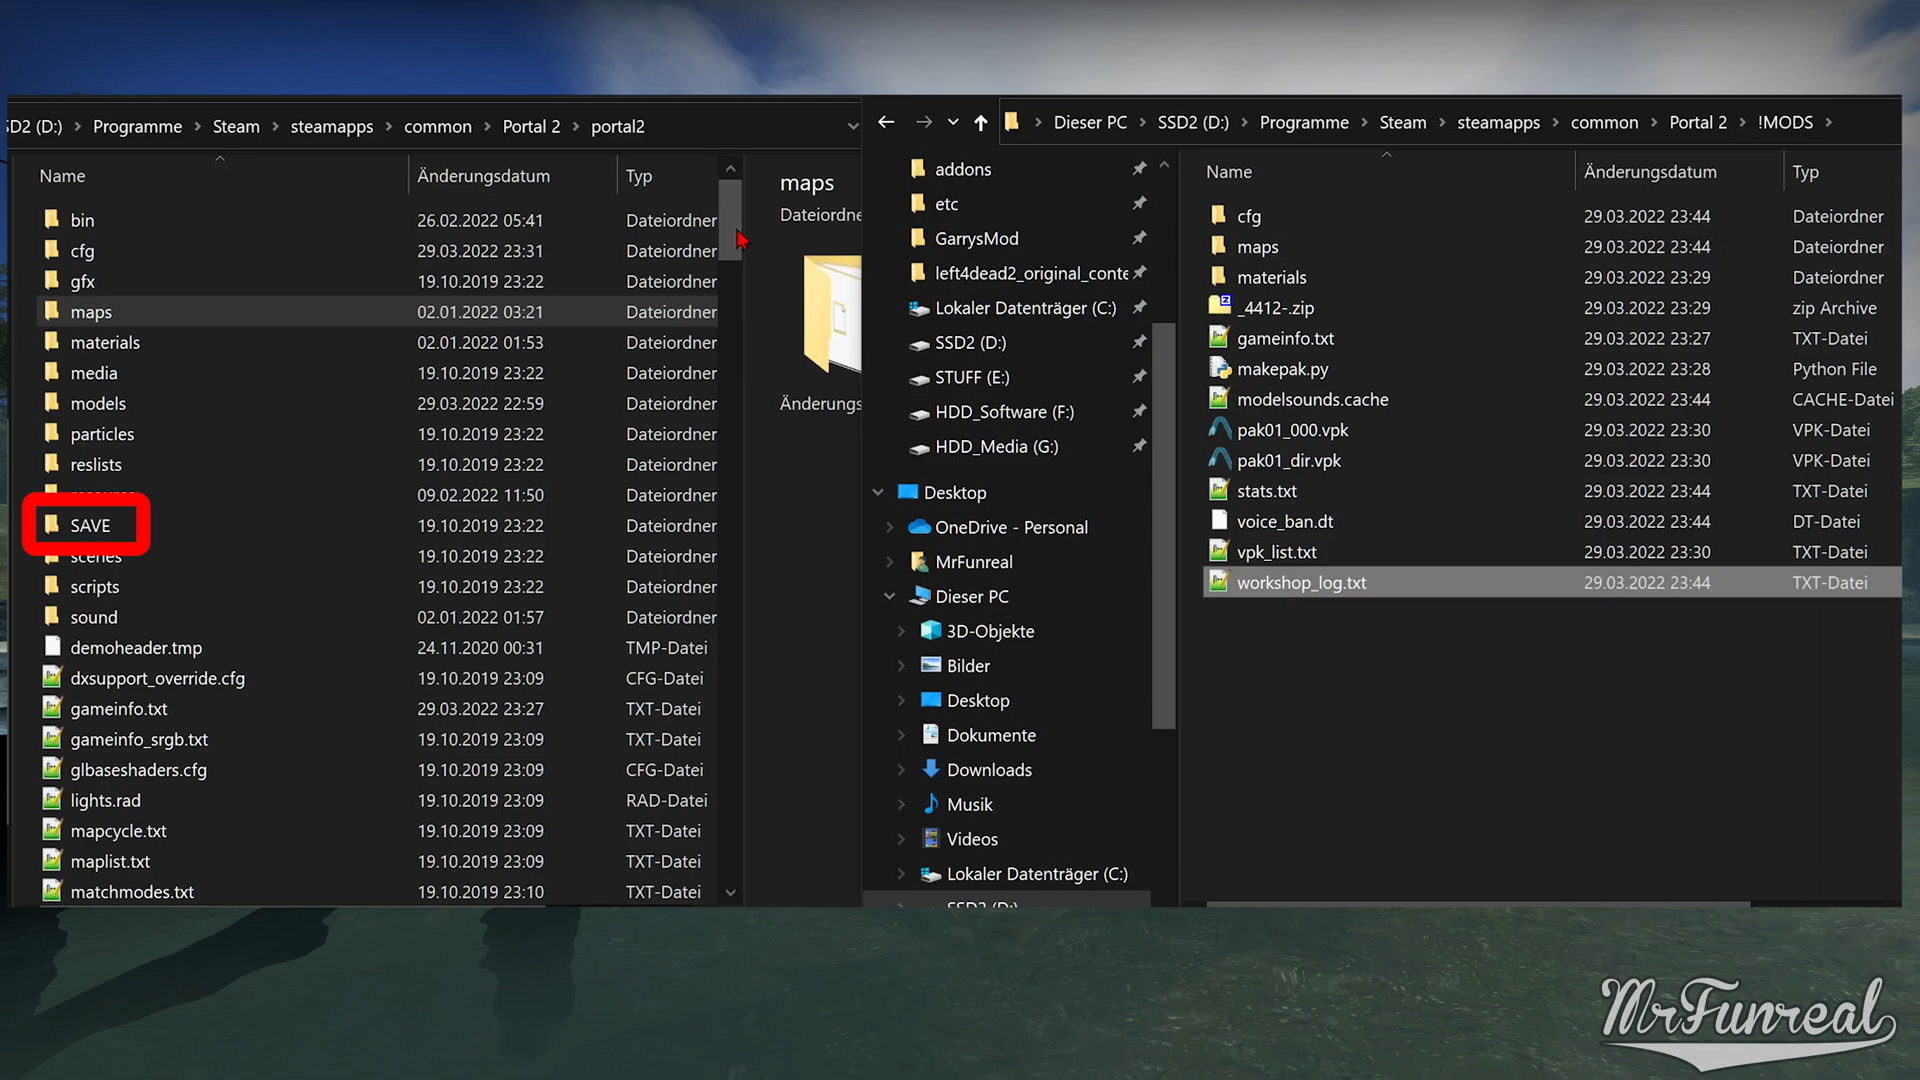 SD2 (D:) > Programme > Steam > steamapps > common > Portal 2 > portal2
Name Änderungsdatum Typ
bin 26.02.2022 05:41 Dateiordner
cfg 29.03.2022 23:31 Dateiordner
gfx 19.10.2019 23:22 Dateiordner
maps 02.01.2022 03:21 Dateiordner
materials 02.01.2022 01:53 Dateiordner
media 19.10.2019 23:22 Dateiordner
models 29.03.2022 22:59 Dateiordner
particles 19.10.2019 23:22 Dateiordner
reslists 19.10.2019 23:22 Dateiordner
09.02.2022 11:50 Dateiordner
SAVE 19.10.2019 23:22 Dateiordner
scenes 19.10.2019 23:22 Dateiordner
scripts 19.10.2019 23:22 Dateiordner
sound 02.01.2022 01:57 Dateiordner
demoheader.tmp 24.11.2020 00:31 TMP-Datei
dxsupport_override.cfg 19.10.2019 23:09 CFG-Datei
gameinfo.txt 29.03.2022 23:27 TXT-Datei
gameinfo_srgb.txt 19.10.2019 23:09 TXT-Datei
glbaseshaders.cfg 19.10.2019 23:09 CFG-Datei
lights.rad 19.10.2019 23:09 RAD-Datei
mapcycle.txt 19.10.2019 23:09 TXT-Datei
maplist.txt 19.10.2019 23:09 TXT-Datei
matchmodes.txt 19.10.2019 23:10 TXT-Datei
maps
Dateiordne
Änderungs
> Dieser PC > SSD2 (D:) > Programme > Steam > steamapps > common > Portal 2 > !MODS >
addons
etc
GarrysMod
left4dead2_original_conte
Lokaler Datenträger (C:)
SSD2 (D:)
STUFF (E:)
HDD_Software (F:)
HDD_Media (G:)
Desktop
OneDrive - Personal
MrFunreal
Dieser PC
3D-Objekte
Bilder
Desktop
Dokumente
Downloads
Musik
Videos
Lokaler Datenträger (C:)
SSD2 (D:)
Name Änderungsdatum Typ
cfg 29.03.2022 23:44 Dateiordner
maps 29.03.2022 23:44 Dateiordner
materials 29.03.2022 23:29 Dateiordner
_4412-.zip 29.03.2022 23:29 zip Archive
gameinfo.txt 29.03.2022 23:27 TXT-Datei
makepak.py 29.03.2022 23:28 Python File
modelsounds.cache 29.03.2022 23:44 CACHE-Datei
pak01_000.vpk 29.03.2022 23:30 VPK-Datei
pak01_dir.vpk 29.03.2022 23:30 VPK-Datei
stats.txt 29.03.2022 23:44 TXT-Datei
voice_ban.dt 29.03.2022 23:44 DT-Datei
vpk_list.txt 29.03.2022 23:30 TXT-Datei
workshop_log.txt 29.03.2022 23:44 TXT-Datei
MrFunreal